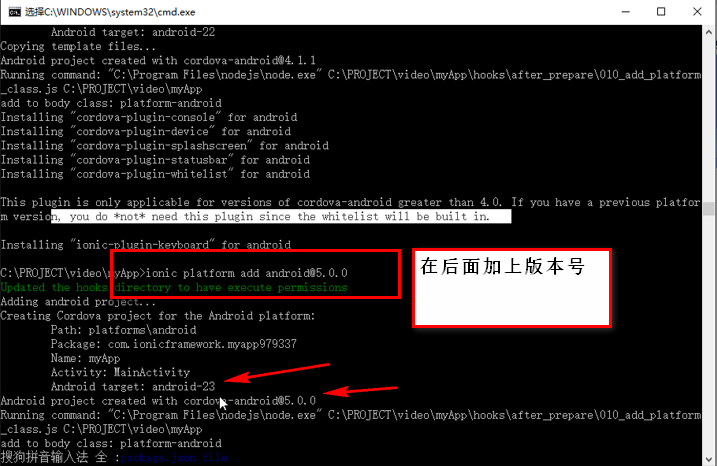 选择C:\WINDOWS\system32\cmd.exe
Android target: android-22
Copying template files...
Android project created with cordova-android@4.1.1
Running command: "C:\Program Files\nodejs\node.exe" C:\PROJECT\video\myApp\hooks\after_prepare\010_add_platform
_class.js C:\PROJECT\video\myApp
add to body class: platform-android
Installing "cordova-plugin-console" for android
Installing "cordova-plugin-device" for android
Installing "cordova-plugin-splashscreen" for android
Installing "cordova-plugin-statusbar" for android
Installing "cordova-plugin-whitelist" for android
This plugin is only applicable for versions of cordova-android greater than 4.0. If you have a previous platfor
m version, you do *not* need this plugin since the whitelist will be built in.
Installing "ionic-plugin-keyboard" for android
C:\PROJECT\video\myApp>ionic platform add android@5.0.0
在后面加上版本号
Updated the hooks directory to have execute permissions
Adding android project...
Creating Cordova project for the Android platform:
Path: platforms\android
Package: com.ionicframework.myapp979337
Name: myApp
Activity: MainActivity
Android target: android-23
Android project created with cordova-android@5.0.0
Running command: "C:\Program Files\nodejs\node.exe" C:\PROJECT\video\myApp\hooks\after_prepare\010_add_platform
_class.js C:\PROJECT\video\myApp
add to body class: platform-android
搜狗拼音输入法 全 :package.json file